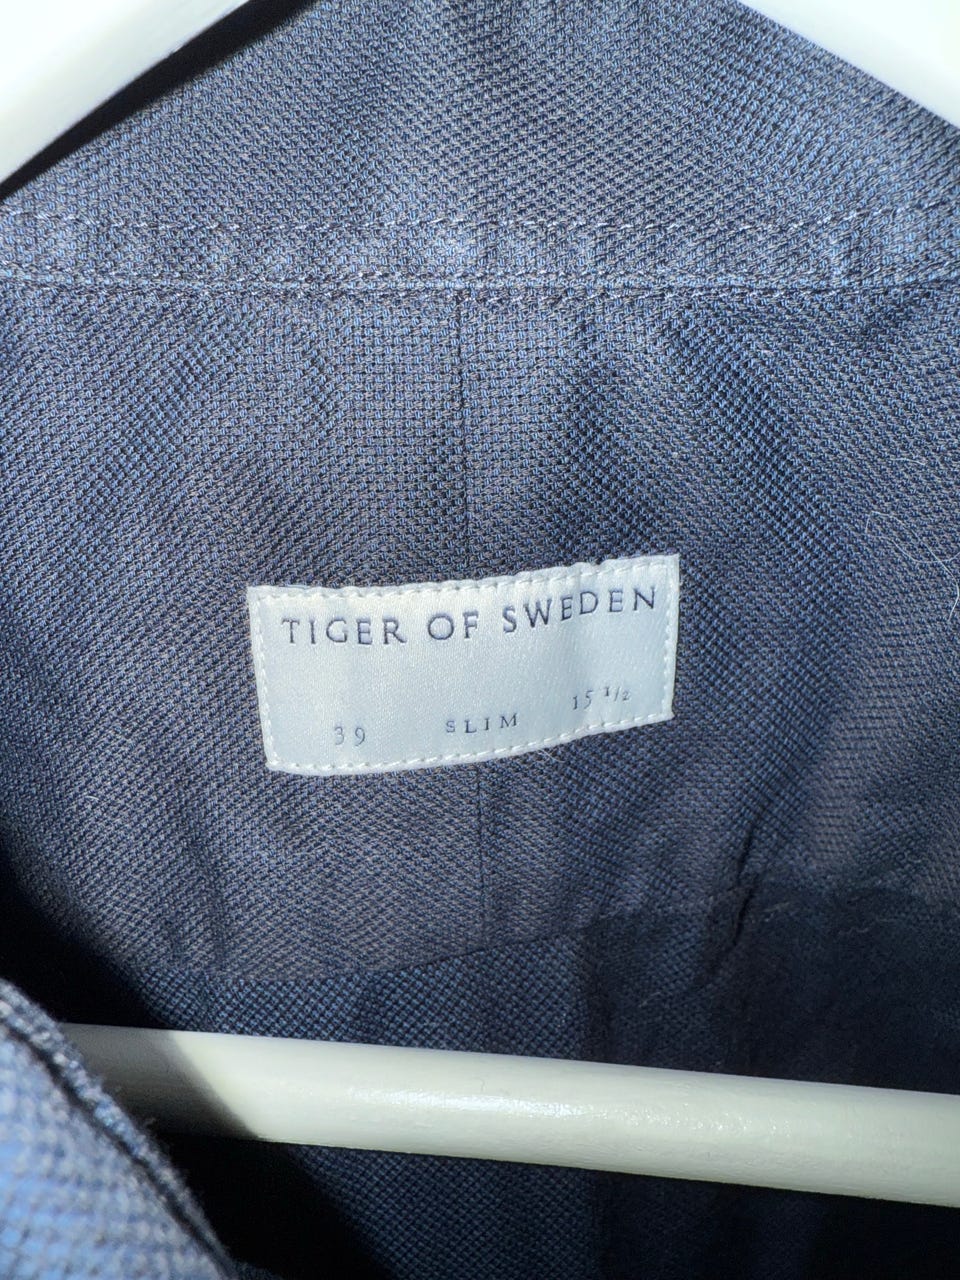 TIGER OF SWEDEN
39 SLIM 15 1/2